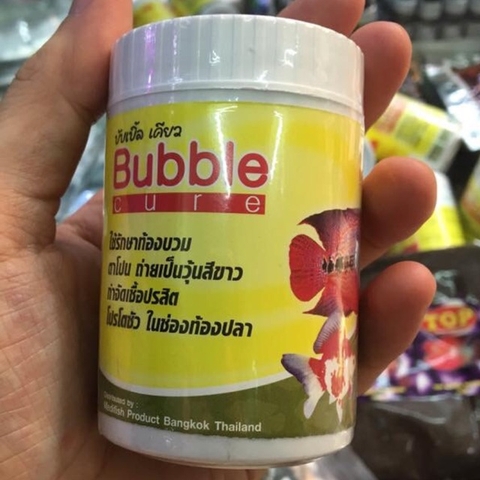 บับเบิ้ล เคียว
Bubble
cure
ใช้รักษาท้องบวม
ตาโปน ถ่ายเป็นวุ้นสีขาว
กำจัดเชื้อปรสิต
โปรโตซัว ในช่องท้องปลา
Distributed by :
Medifish Product Bangkok Thailand
TOP